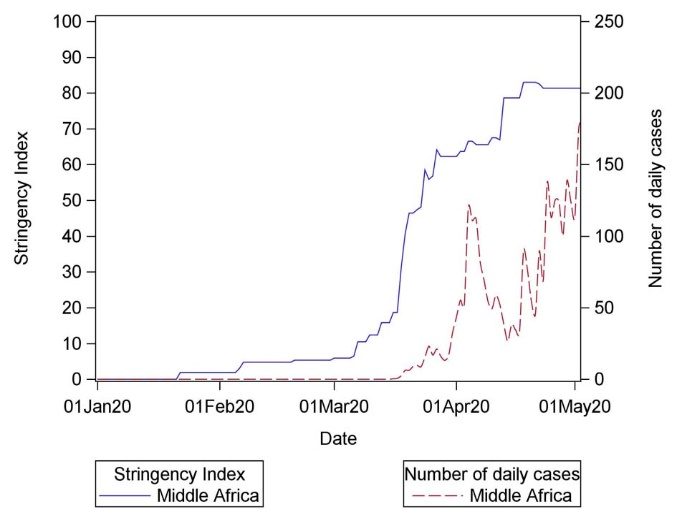 100
90
80
70
60
50
40
30
20
10
0
Stringency Index
250
200
150
100
50
0
Number of daily cases
01Jan20 01Feb20 01Mar20 01Apr20 01May20
Date
Stringency Index
Middle Africa
Number of daily cases
Middle Africa